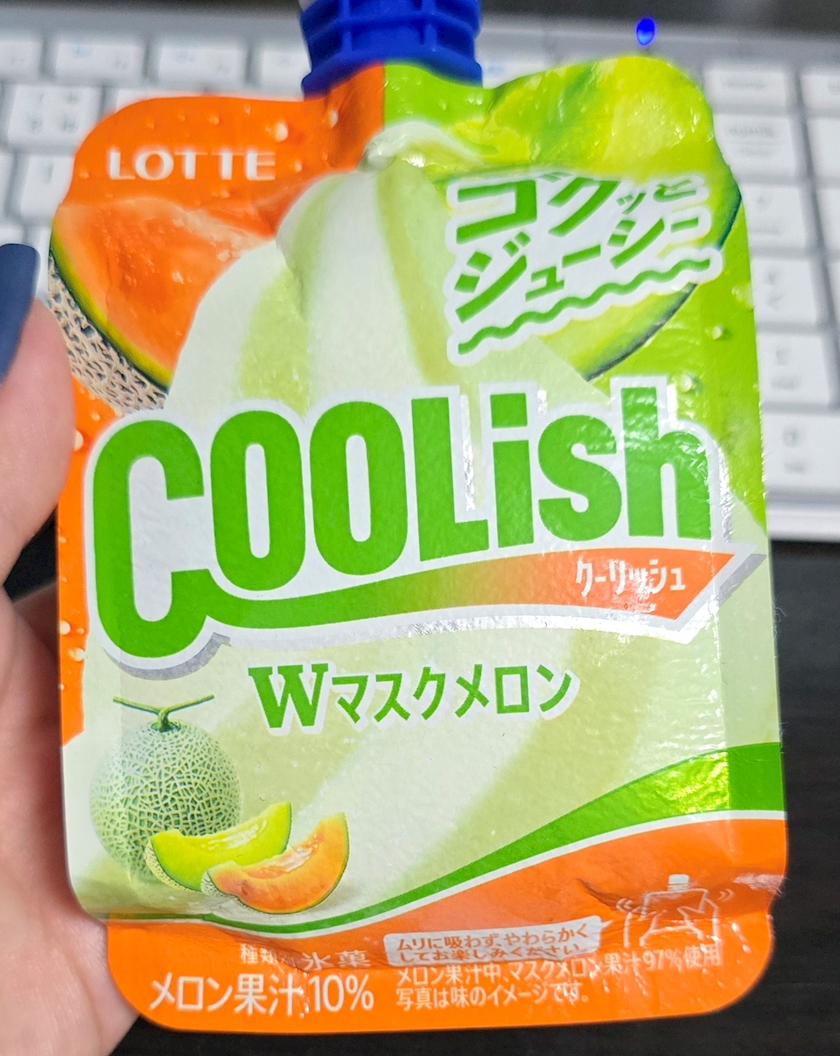 LOTTE
ゴクッと
ジューシー
COOLish
クーリッシュ
Wマスクメロン
ムリに吸わず、やわらかく
してお楽しみください。
種類別 氷菓
メロン果汁10%
メロン果汁中、マスクメロン果汁97%使用
写真は味のイメージです。